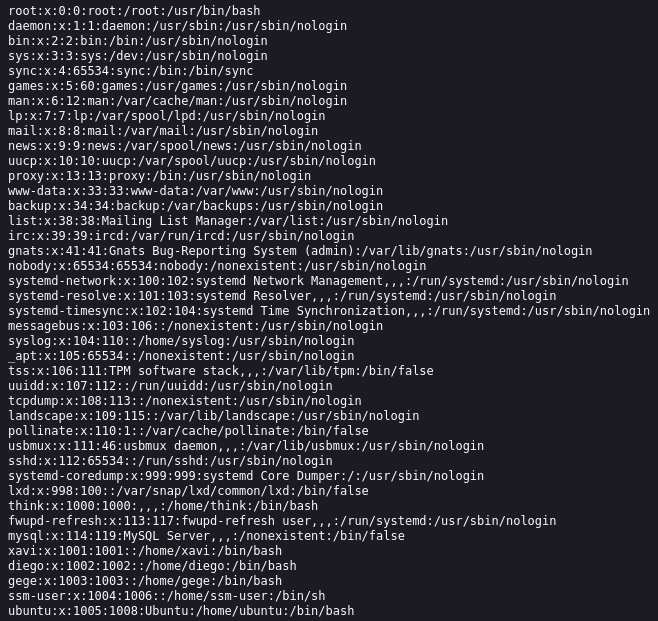 root:x:0:0:root:/root:/usr/bin/bash
daemon:x:1:1:daemon:/usr/sbin:/usr/sbin/nologin
bin:x:2:2:bin:/bin:/usr/sbin/nologin
sys:x:3:3:sys:/dev:/usr/sbin/nologin
sync:x:4:65534:sync:/bin:/bin/sync
games:x:5:60:games:/usr/games:/usr/sbin/nologin
man:x:6:12:man:/var/cache/man:/usr/sbin/nologin
lp:x:7:7:lp:/var/spool/lpd:/usr/sbin/nologin
mail:x:8:8:mail:/var/mail:/usr/sbin/nologin
news:x:9:9:news:/var/spool/news:/usr/sbin/nologin
uucp:x:10:10:uucp:/var/spool/uucp:/usr/sbin/nologin
proxy:x:13:13:proxy:/bin:/usr/sbin/nologin
www-data:x:33:33:www-data:/var/www:/usr/sbin/nologin
backup:x:34:34:backup:/var/backups:/usr/sbin/nologin
list:x:38:38:Mailing List Manager:/var/list:/usr/sbin/nologin
irc:x:39:39:ircd:/var/run/ircd:/usr/sbin/nologin
gnats:x:41:41:Gnats Bug-Reporting System (admin):/var/lib/gnats:/usr/sbin/nologin
nobody:x:65534:65534:nobody:/nonexistent:/usr/sbin/nologin
systemd-network:x:100:102:systemd Network Management,,,:/run/systemd:/usr/sbin/nologin
systemd-resolve:x:101:103:systemd Resolver,,,:/run/systemd:/usr/sbin/nologin
systemd-timesync:x:102:104:systemd Time Synchronization,,,:/run/systemd:/usr/sbin/nologin
messagebus:x:103:106::/nonexistent:/usr/sbin/nologin
syslog:x:104:110::/home/syslog:/usr/sbin/nologin
_apt:x:105:65534::/nonexistent:/usr/sbin/nologin
tss:x:106:111:TPM software stack,,,:/var/lib/tpm:/bin/false
uuidd:x:107:112::/run/uuidd:/usr/sbin/nologin
tcpdump:x:108:113::/nonexistent:/usr/sbin/nologin
landscape:x:109:115::/var/lib/landscape:/usr/sbin/nologin
pollinate:x:110:1::/var/cache/pollinate:/bin/false
usbmux:x:111:46:usbmux daemon,,,:/var/lib/usbmux:/usr/sbin/nologin
sshd:x:112:65534::/run/sshd:/usr/sbin/nologin
systemd-coredump:x:999:999:systemd Core Dumper:/:/usr/sbin/nologin
lxd:x:998:100::/var/snap/lxd/common/lxd:/bin/false
think:x:1000:1000:,,,:/home/think:/bin/bash
fwupd-refresh:x:113:117:fwupd-refresh user,,,:/run/systemd:/usr/sbin/nologin
mysql:x:114:119:MySQL Server,,,:/nonexistent:/bin/false
xavi:x:1001:1001::/home/xavi:/bin/bash
diego:x:1002:1002::/home/diego:/bin/bash
gege:x:1003:1003::/home/gege:/bin/bash
ssm-user:x:1004:1006::/home/ssm-user:/bin/sh
ubuntu:x:1005:1008:Ubuntu:/home/ubuntu:/bin/bash